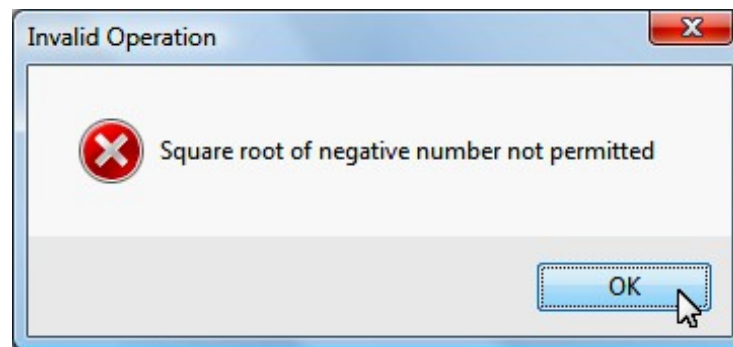 Invalid Operation
Square root of negative number not permitted
OK